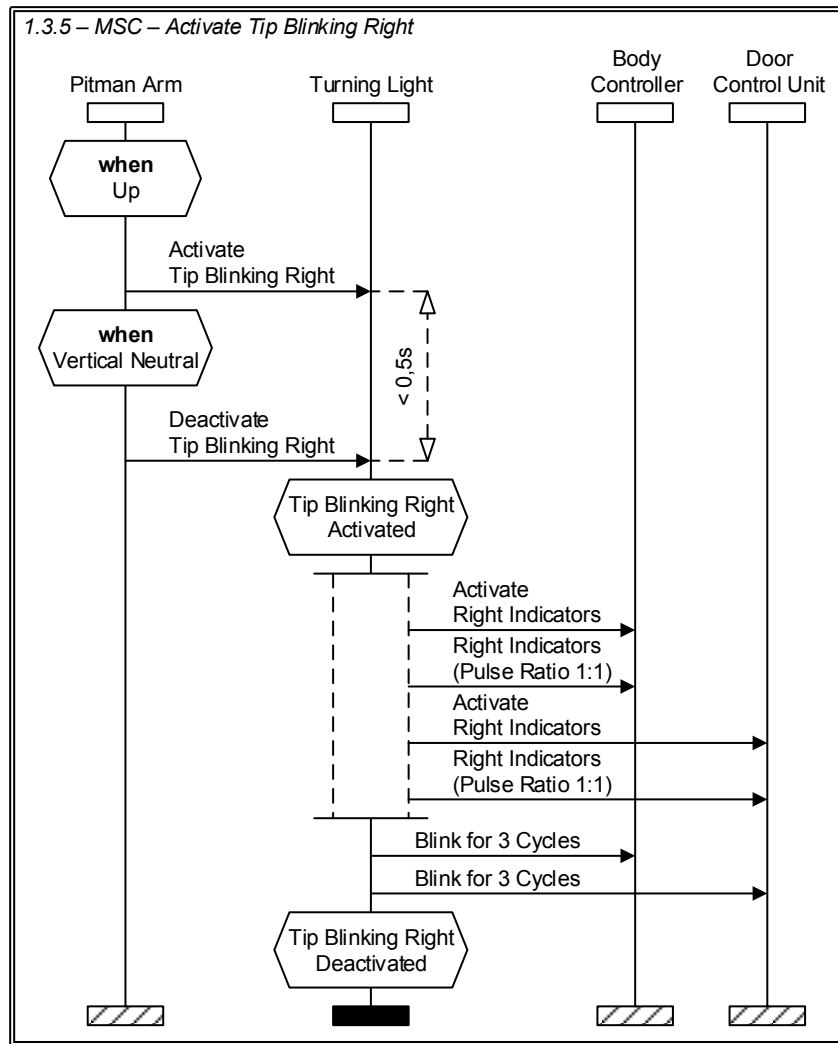 1.3.5 – MSC – Activate Tip Blinking Right
Pitman Arm
Turning Light
Body
Controller
Door
Control Unit
when
Up
Activate
Tip Blinking Right
when
Vertical Neutral
< 0,5s
Deactivate
Tip Blinking Right
Tip Blinking Right
Activated
Activate
Right Indicators
Right Indicators
(Pulse Ratio 1:1)
Activate
Right Indicators
Right Indicators
(Pulse Ratio 1:1)
Blink for 3 Cycles
Blink for 3 Cycles
Tip Blinking Right
Deactivated